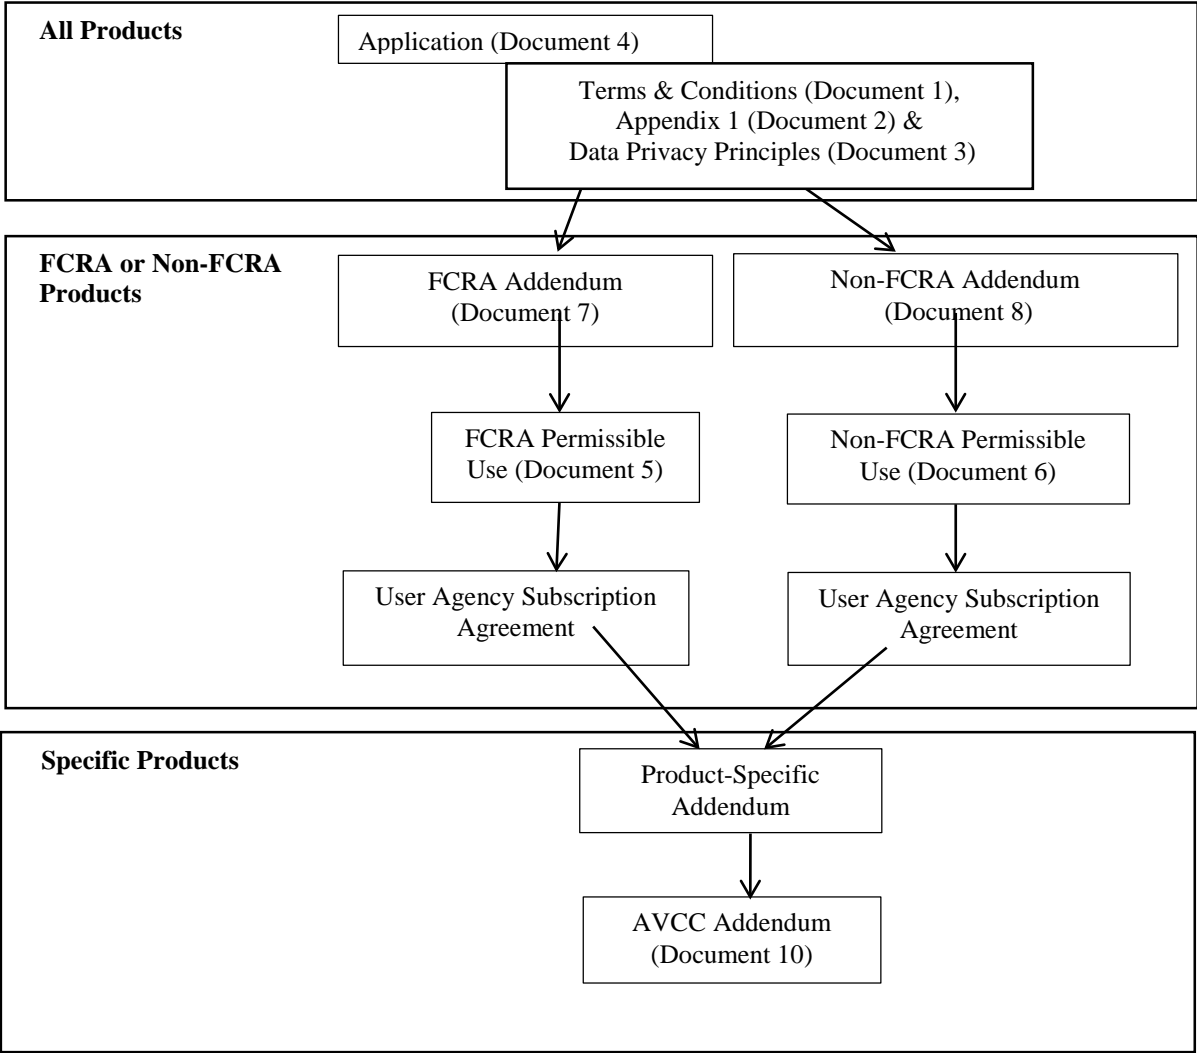 All Products
Application (Document 4)
Terms & Conditions (Document 1),
Appendix 1 (Document 2) &
Data Privacy Principles (Document 3)
FCRA or Non-FCRA
Products
FCRA Addendum
(Document 7)
Non-FCRA Addendum
(Document 8)
FCRA Permissible
Use (Document 5)
Non-FCRA Permissible
Use (Document 6)
User Agency Subscription
Agreement
User Agency Subscription
Agreement
Specific Products
Product-Specific
Addendum
AVCC Addendum
(Document 10)